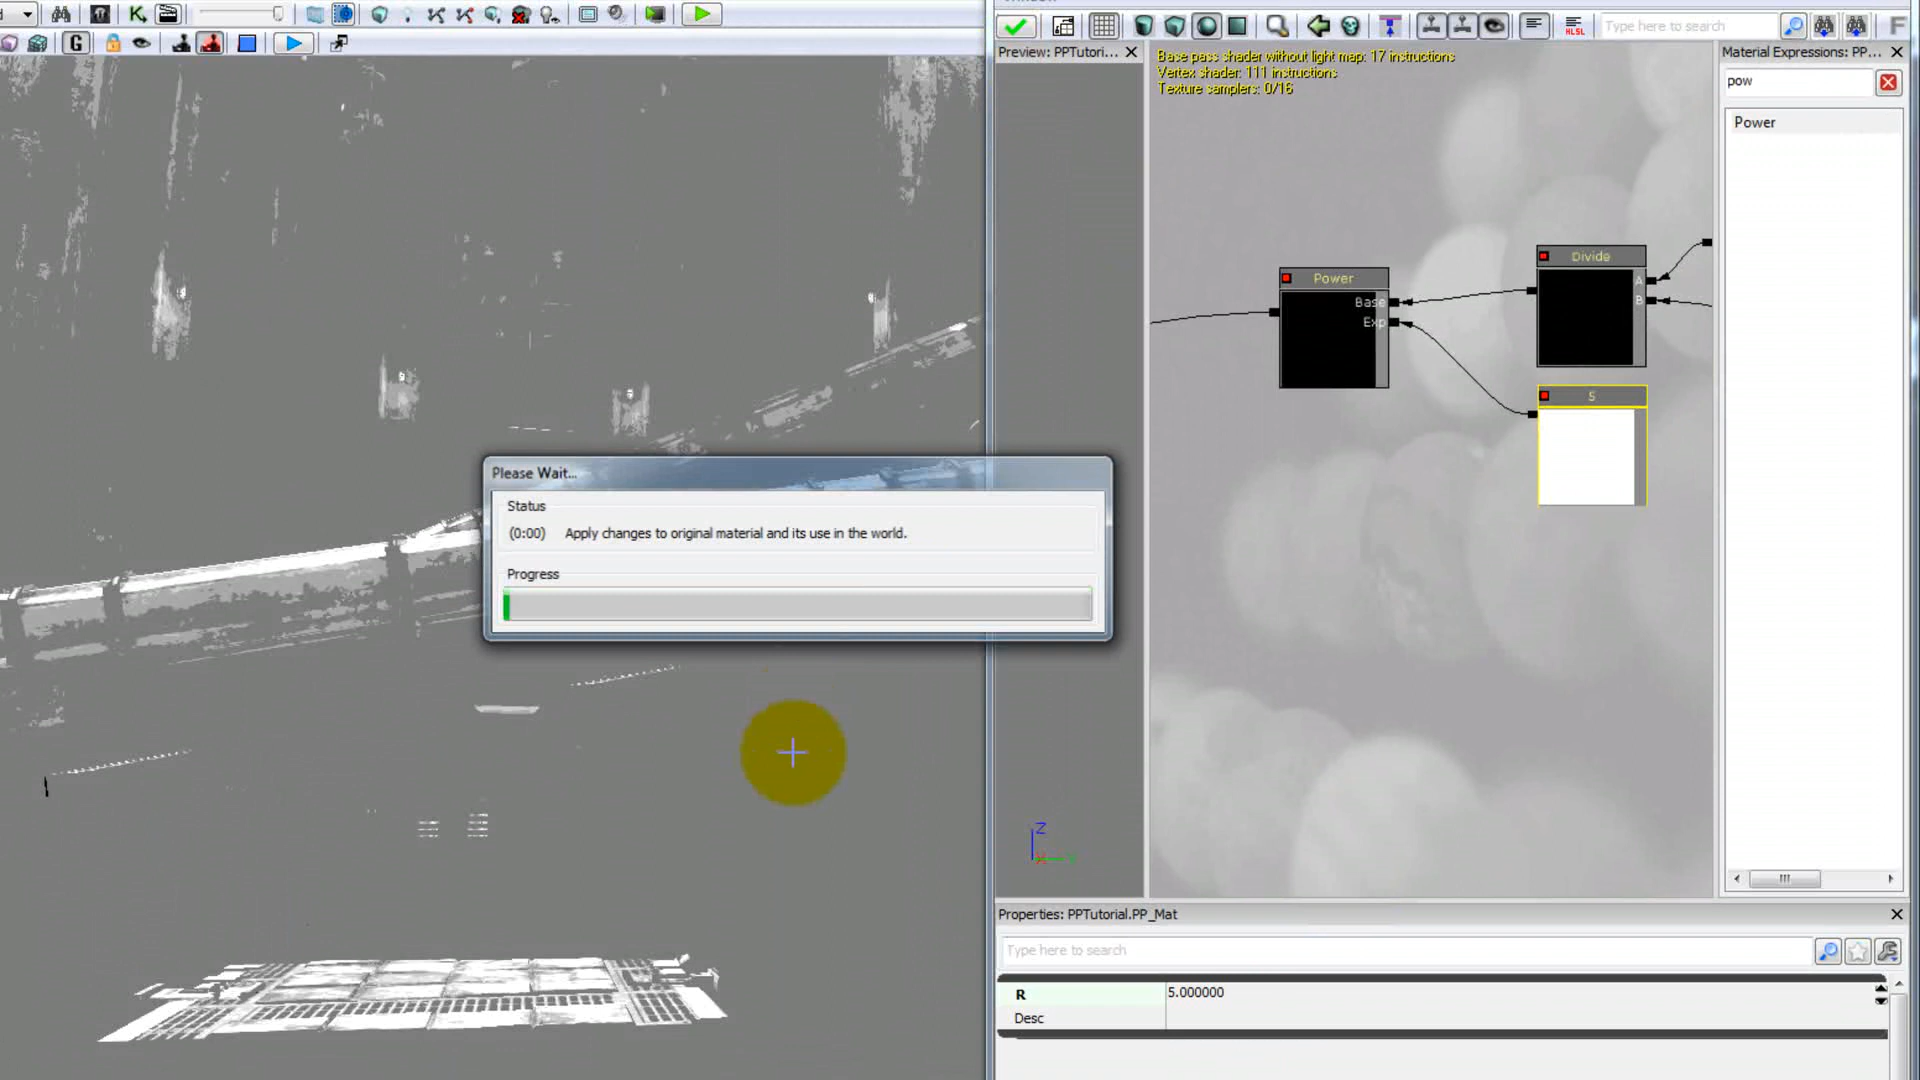 G
HLSL
Type here to search
F
Preview: PPTutori...
Material Expressions: PP...
Base pass shader without light map: 17 instructions
Vertex shader: 111 instructions
Texture samplers: 0/16
pow
Power
Divide
A
B
Power
Base
Exp
5
Please Wait...
Status
(0:00) Apply changes to original material and its use in the world.
Progress
Z
X
Properties: PPTutorial.PP_Mat
Type here to search
R 5.000000
Desc